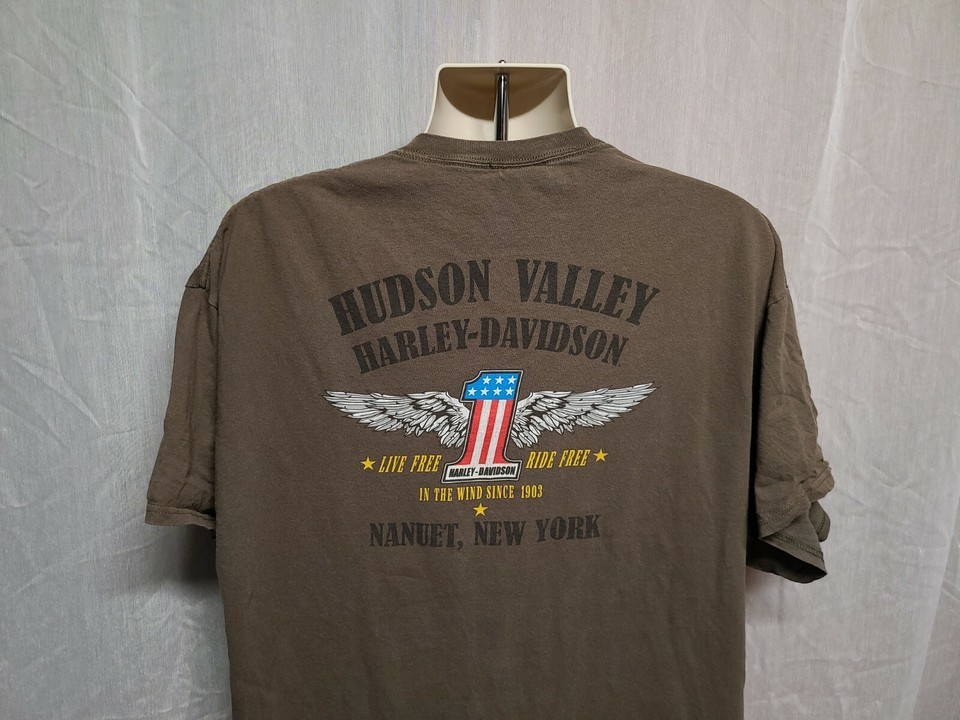 HUDSON VALLEY
HARLEY-DAVIDSON
1
LIVE FREE RIDE FREE
HARLEY-DAVIDSON
IN THE WIND SINCE 1903
NANUET, NEW YORK